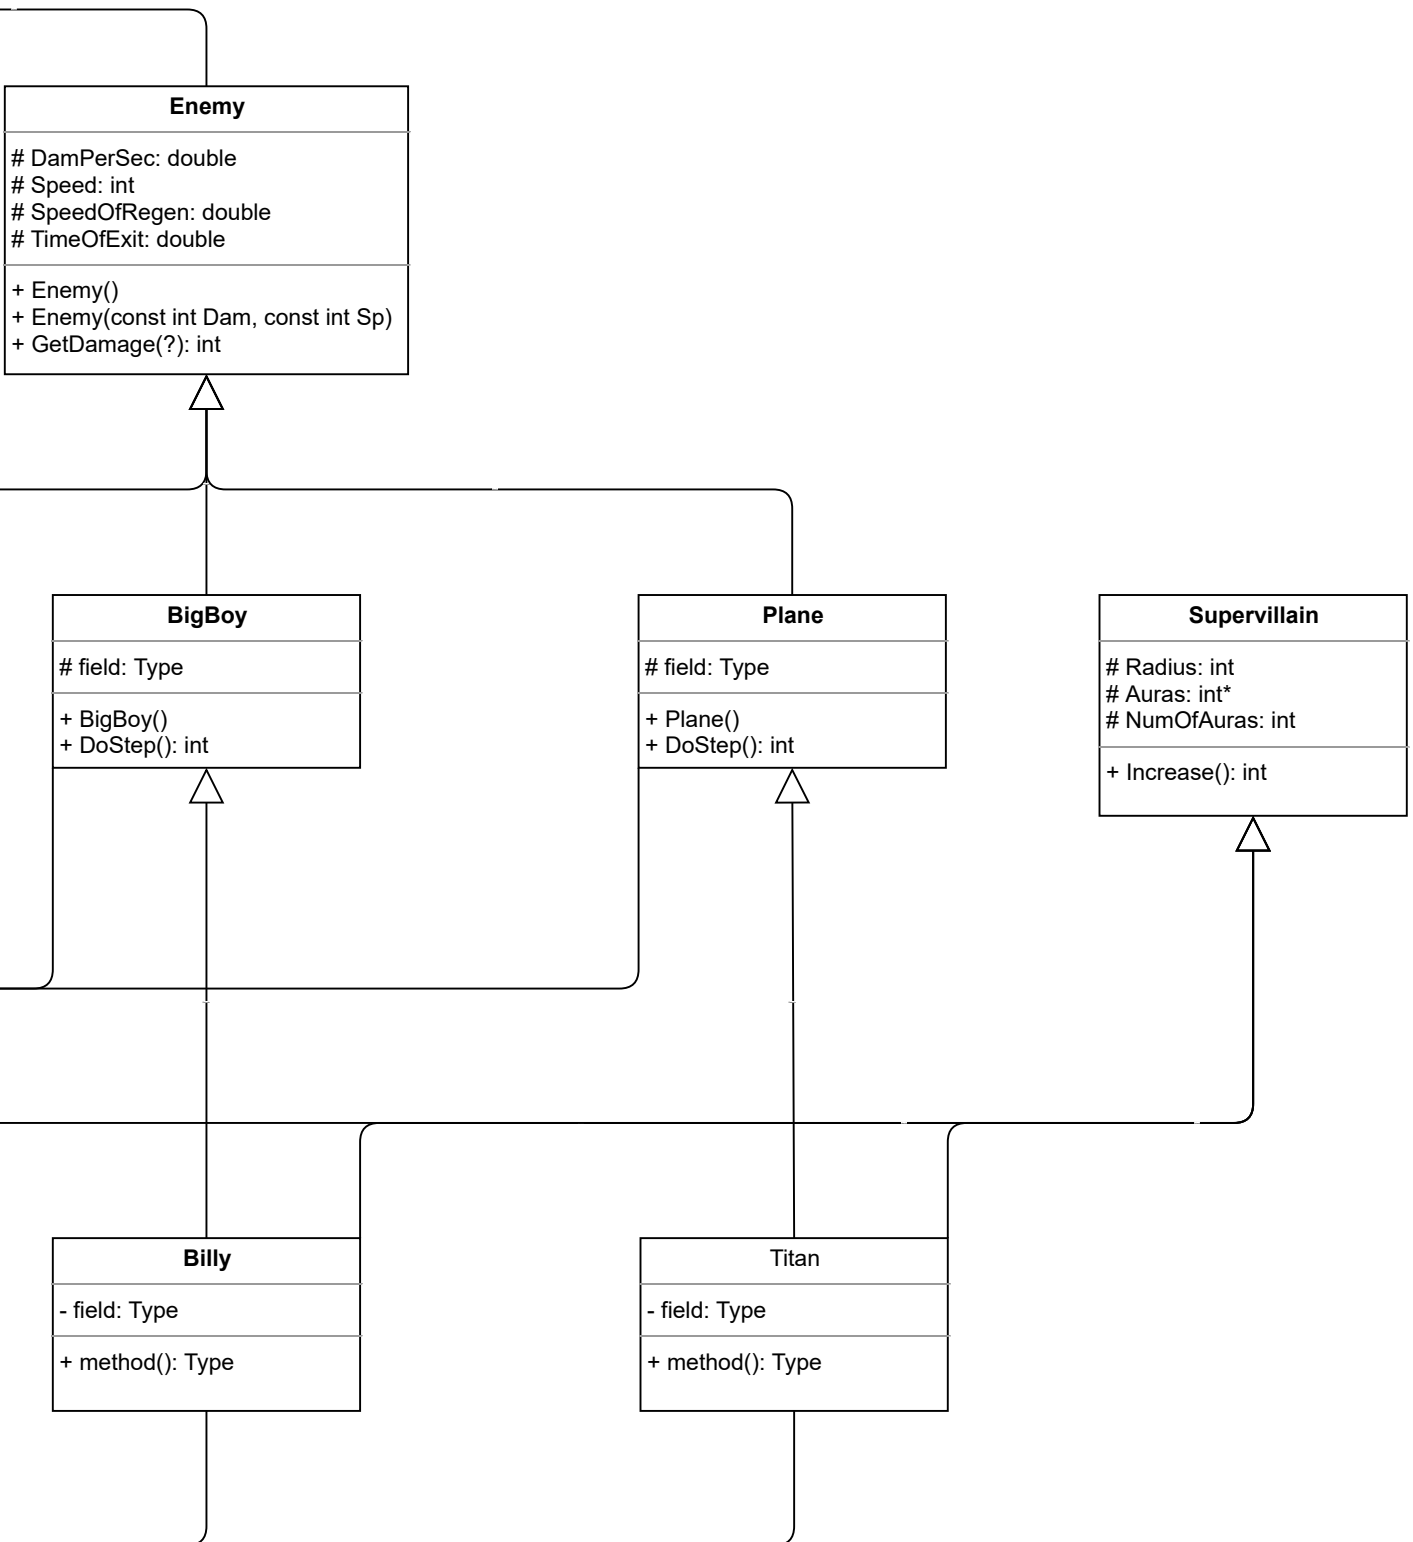 Enemy
# DamPerSec: double
# Speed: int
# SpeedOfRegen: double
# TimeOfExit: double
+ Enemy()
+ Enemy(const int Dam, const int Sp)
+ GetDamage(?): int
BigBoy
# field: Type
+ BigBoy()
+ DoStep(): int
Plane
# field: Type
+ Plane()
+ DoStep(): int
Supervillain
# Radius: int
# Auras: int*
# NumOfAuras: int
+ Increase(): int
Billy
- field: Type
+ method(): Type
Titan
- field: Type
+ method(): Type